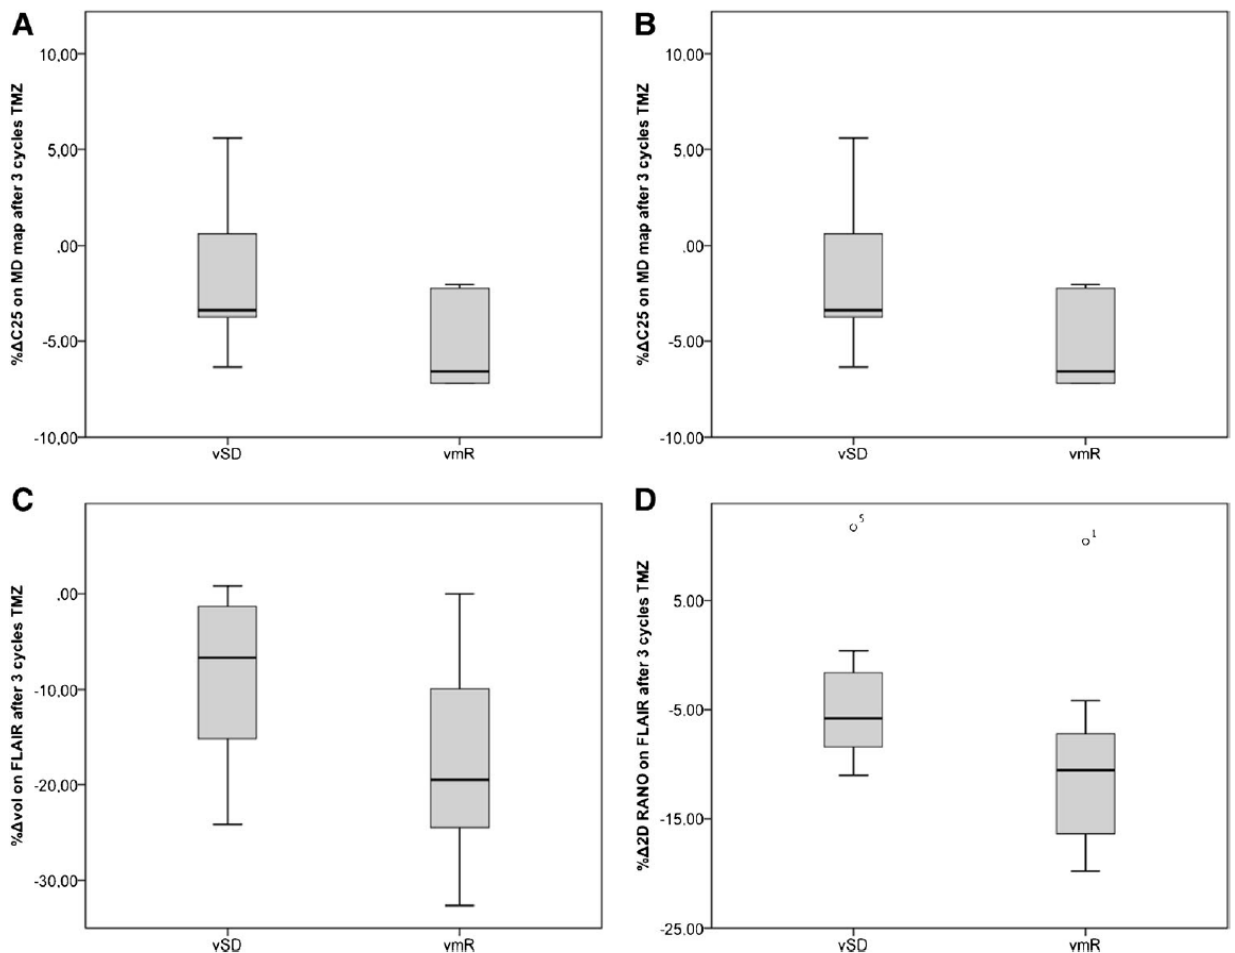 A
%ΔC25 on MD map after 3 cycles TMZ
10,00
5,00
,00
-5,00
-10,00
vSD
vmR
B
%ΔC25 on MD map after 3 cycles TMZ
10,00
5,00
,00
-5,00
-10,00
vSD
vmR
C
%Δvol on FLAIR after 3 cycles TMZ
,00
-10,00
-20,00
-30,00
vSD
vmR
D
%Δ2D RANO on FLAIR after 3 cycles TMZ
5,00
-5,00
-15,00
-25,00
5
1
vSD
vmR